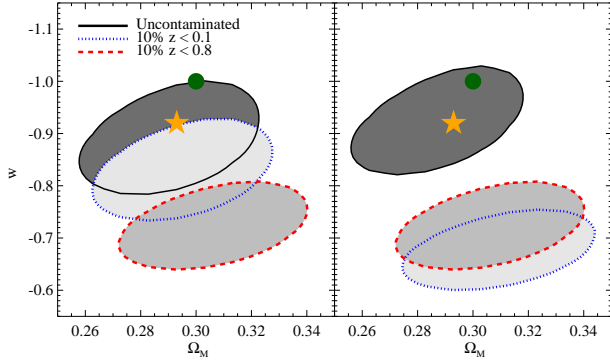 Uncontaminated
10% z < 0.1
10% z < 0.8
-1.1
-1.0
-0.9
-0.8
-0.7
-0.6
w
0.26 0.28 0.30 0.32 0.34
0.26 0.28 0.30 0.32 0.34
Ω_M
Ω_M